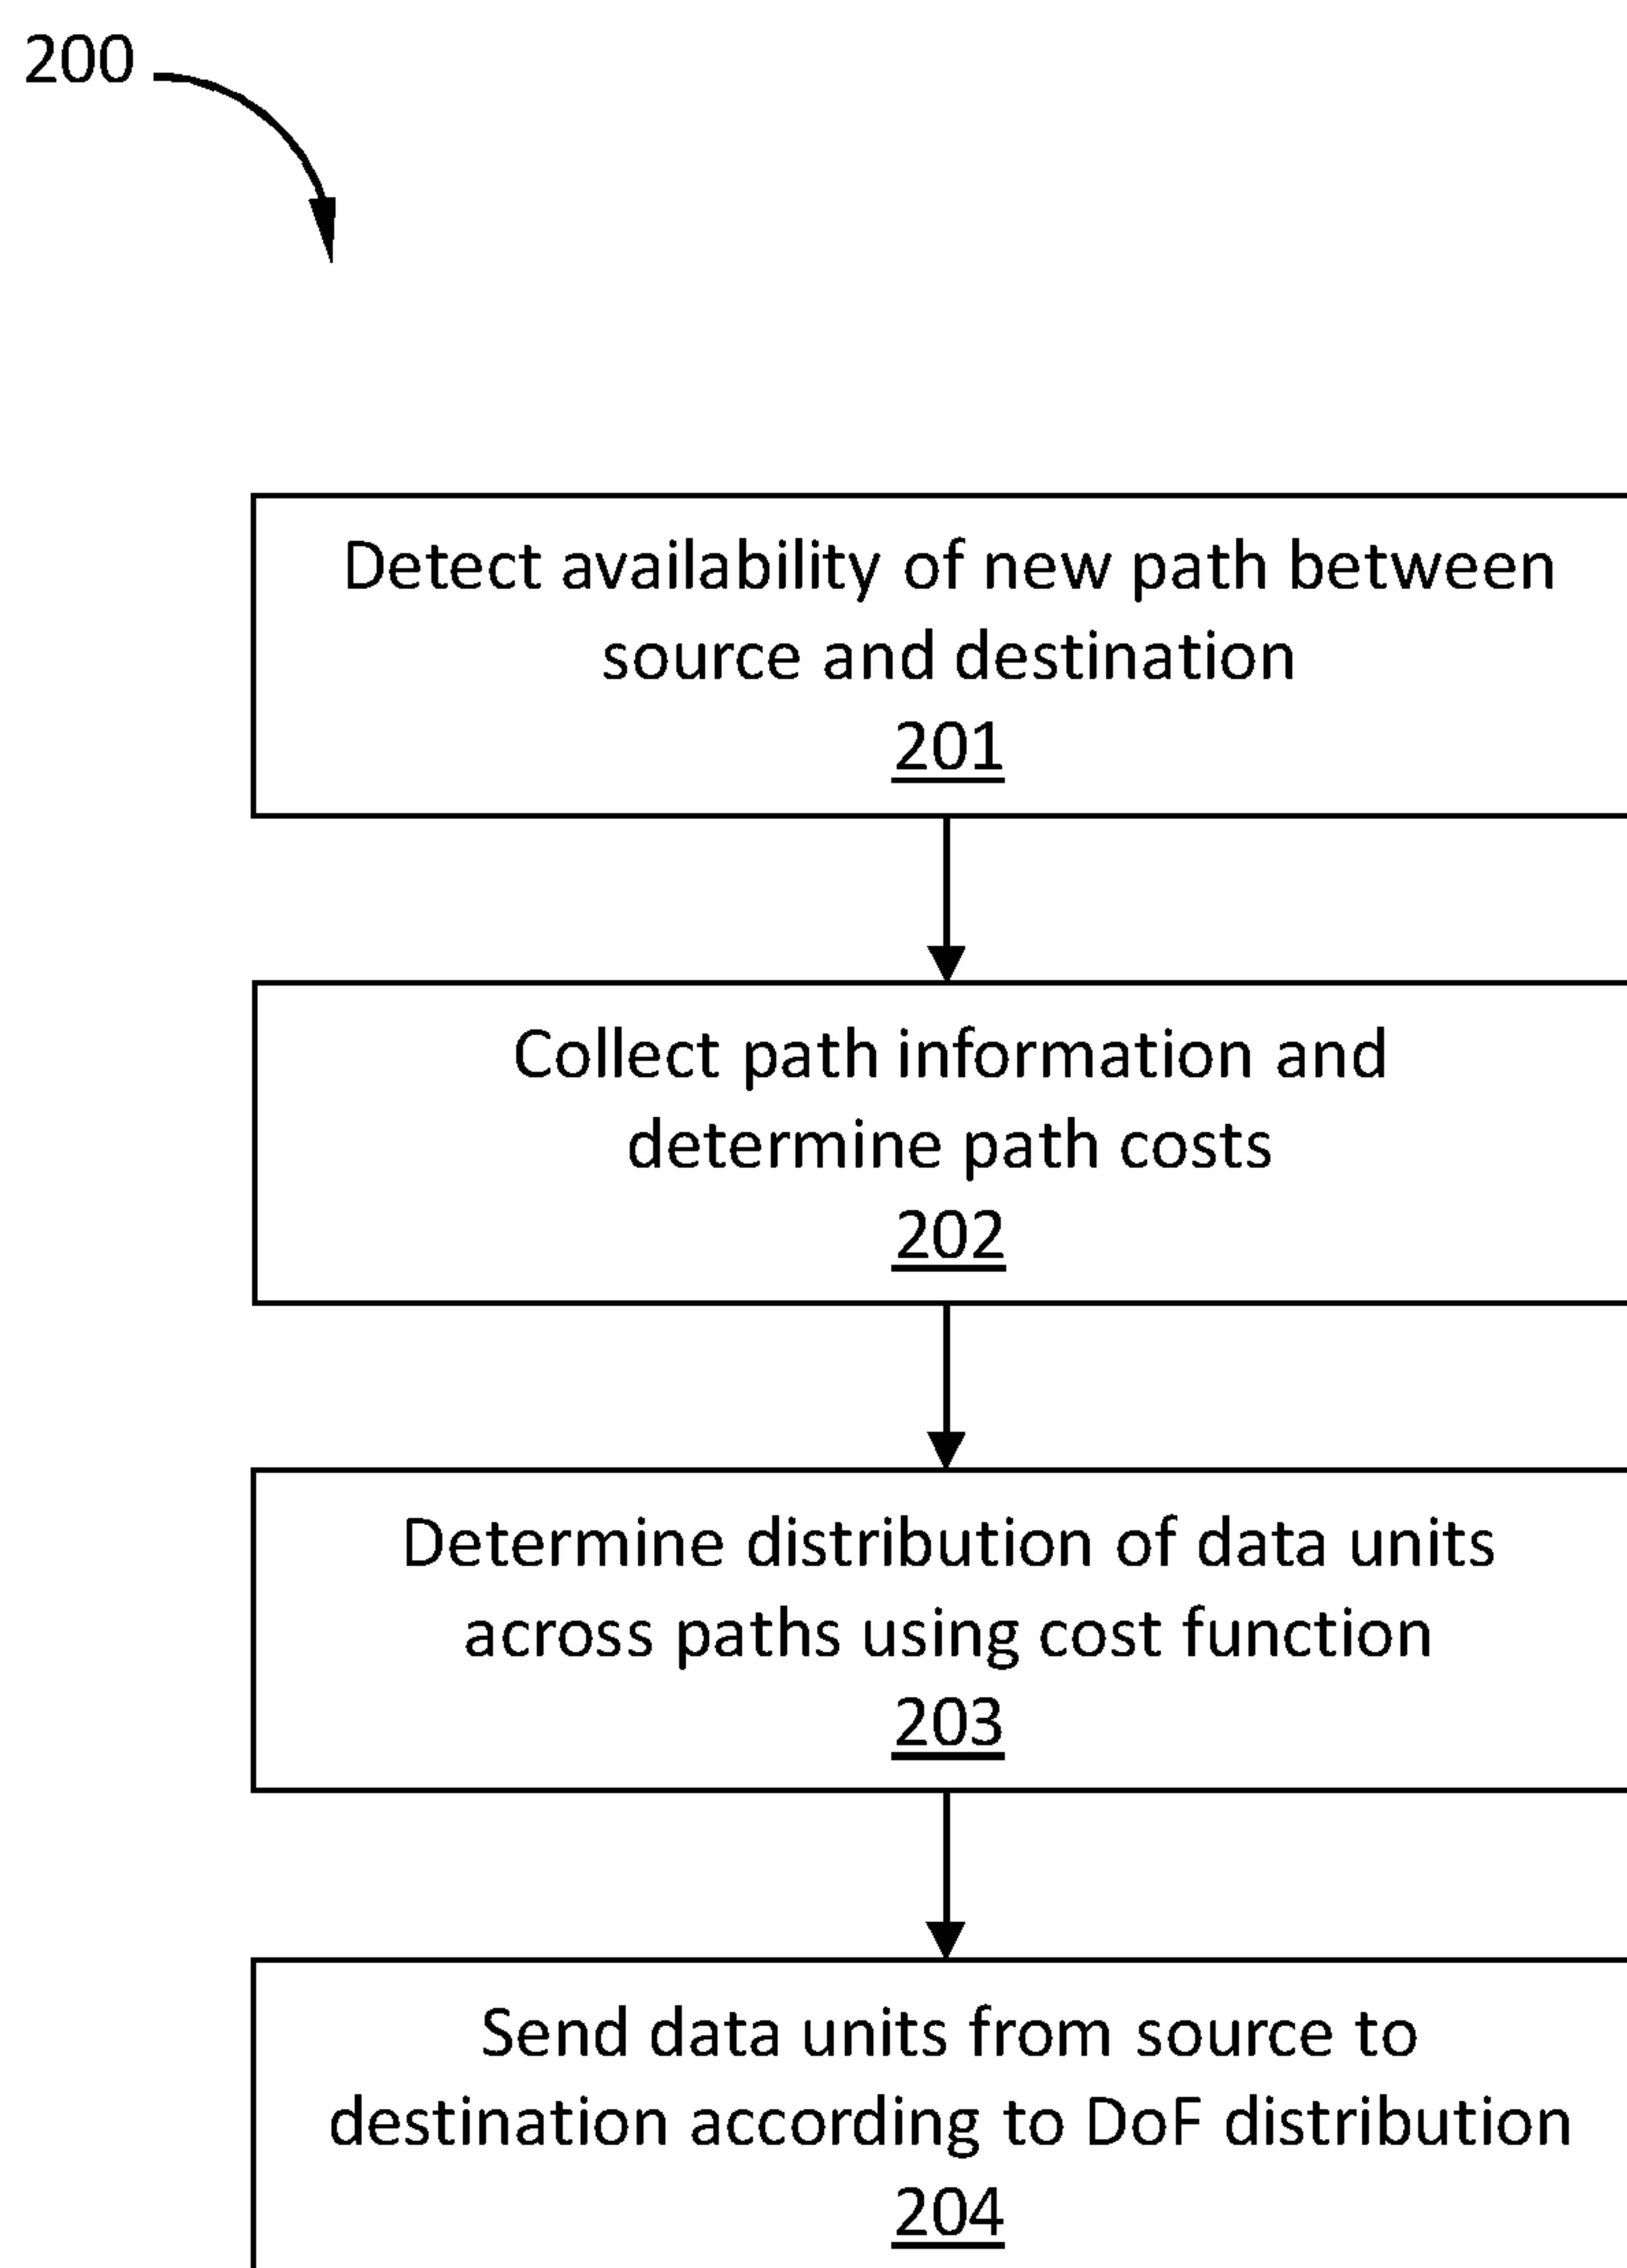 200
Detect availability of new path between
source and destination
201
Collect path information and
determine path costs
202
Determine distribution of data units
across paths using cost function
203
Send data units from source to
destination according to DoF distribution
204